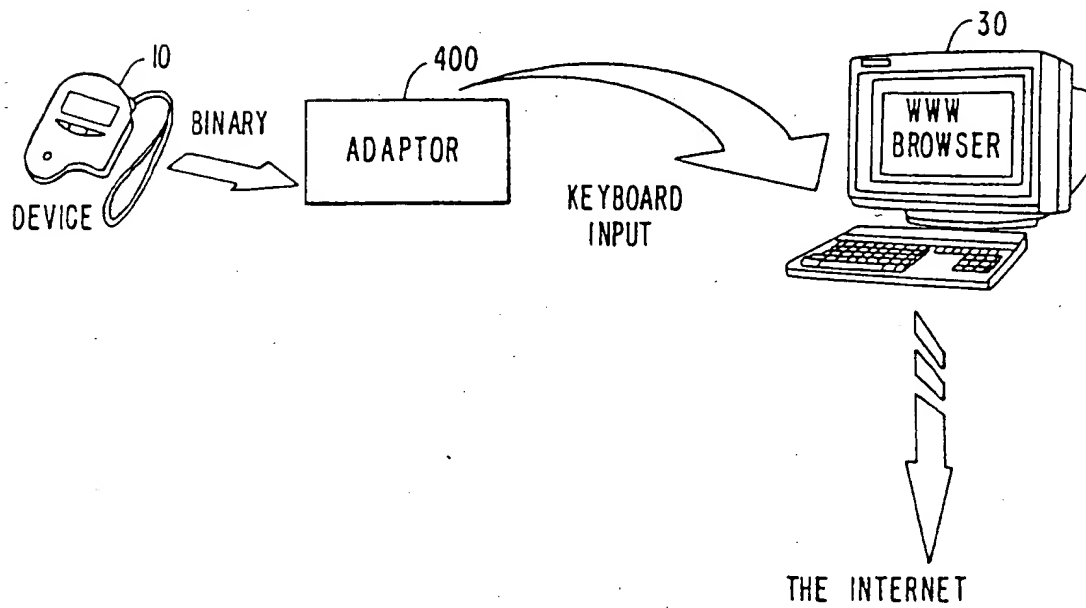 10
400
30
BINARY
ADAPTOR
WWW
BROWSER
DEVICE
KEYBOARD
INPUT
THE INTERNET